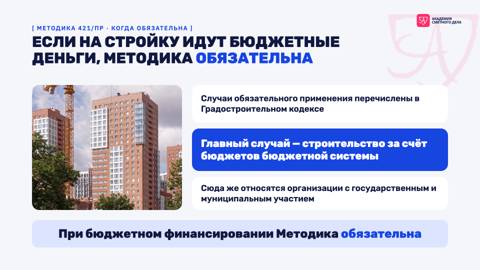 [ МЕТОДИКА 421/ПР · КОГДА ОБЯЗАТЕЛЬНА ]
АКАДЕМИЯ
СМЕТНОГО ДЕЛА
ЕСЛИ НА СТРОЙКУ ИДУТ БЮДЖЕТНЫЕ
ДЕНЬГИ, МЕТОДИКА ОБЯЗАТЕЛЬНА
Случаи обязательного применения перечислены в
Градостроительном кодексе
Главный случай — строительство за счёт
бюджетов бюджетной системы
Сюда же относятся организации с государственным и
муниципальным участием
При бюджетном финансировании Методика обязательна